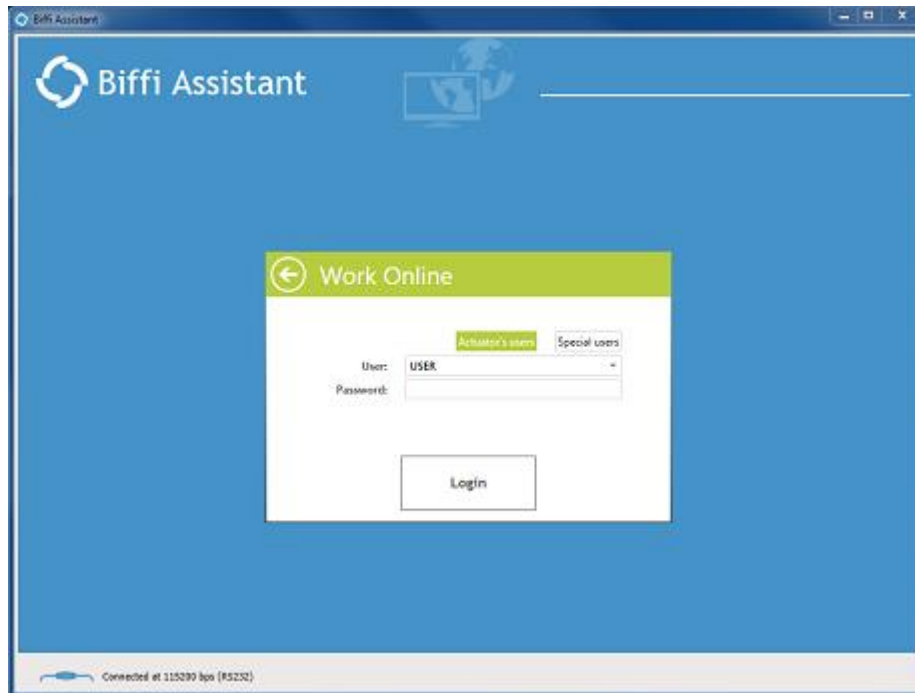 Biffi Assistant
Biffi Assistant
Work Online
Actuator's users Special users
User: USER
Password:
Login
Connected at 115200 bps (RS232)